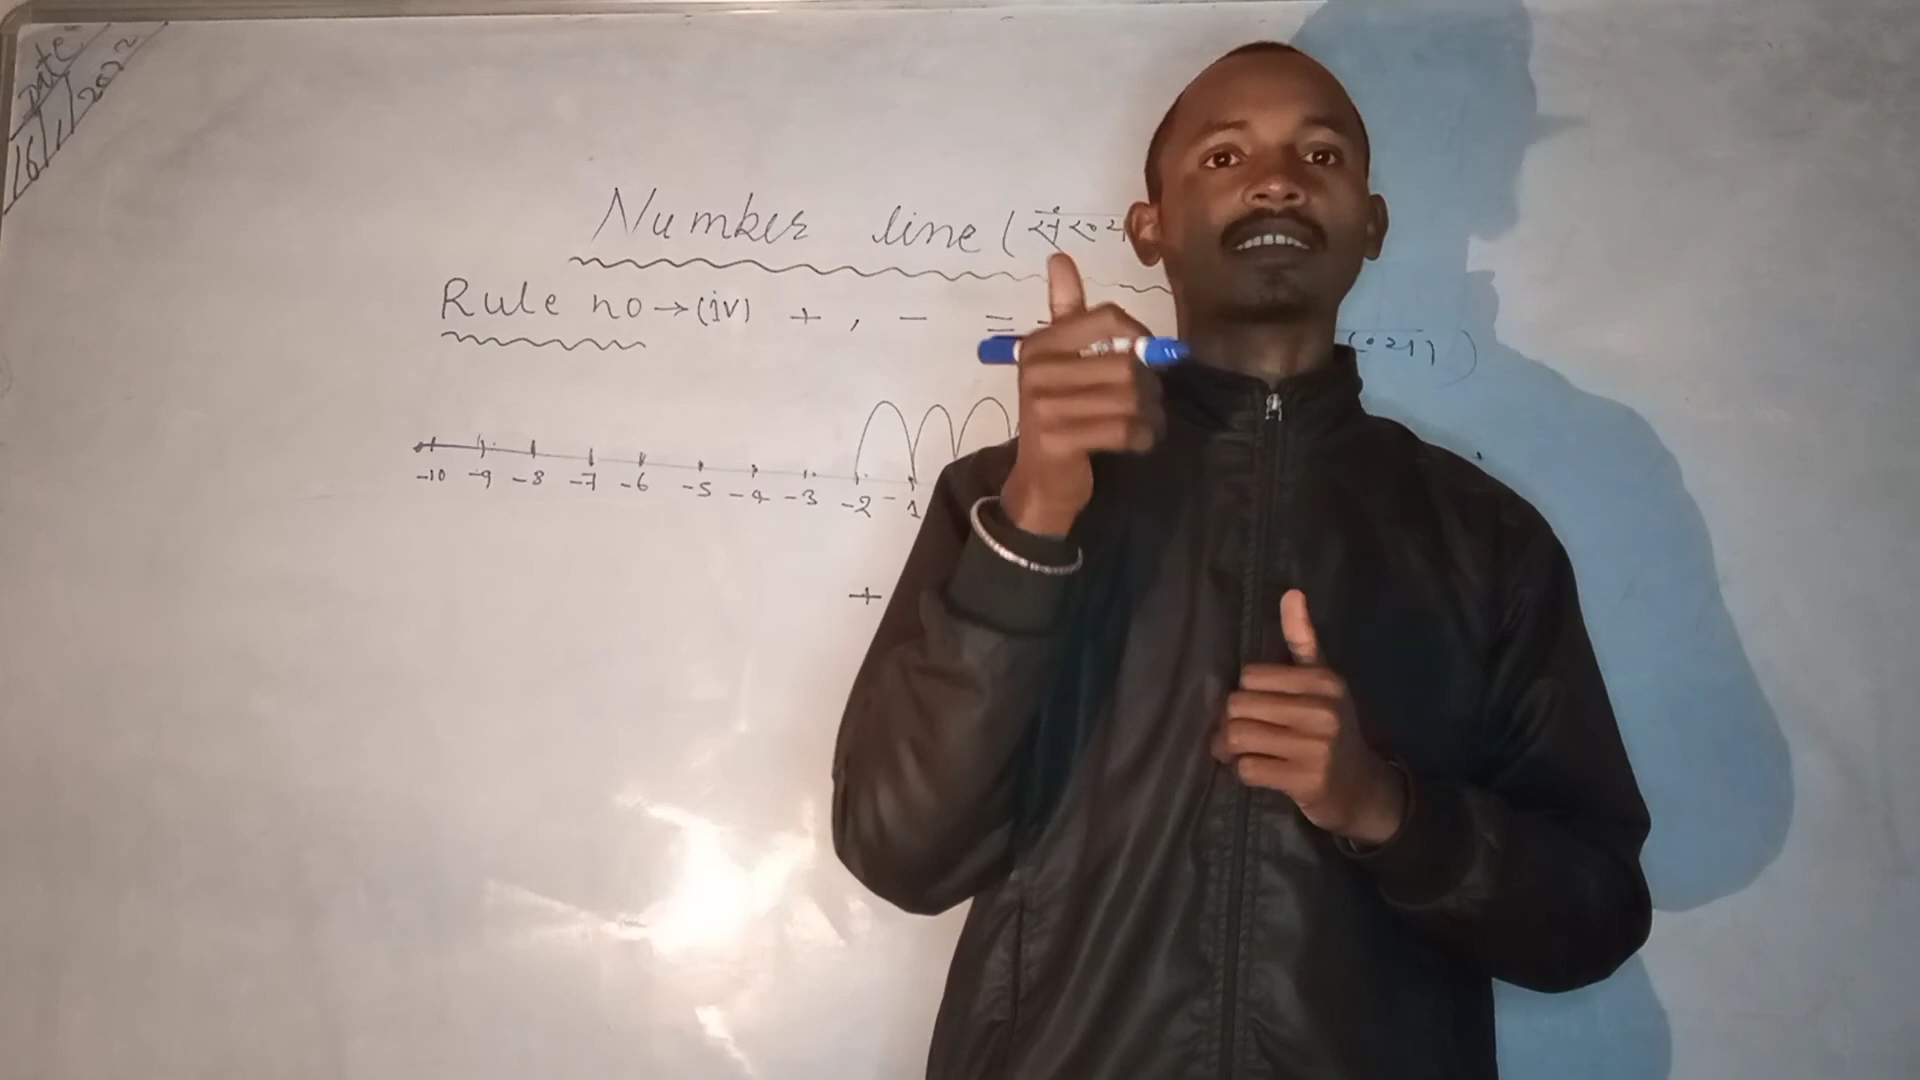 Date:
16/1/2022
Number line (
Rule no → (iv) + , - =
-10 -9 -8 -7 -6 -5 -4 -3 -2 -1
+